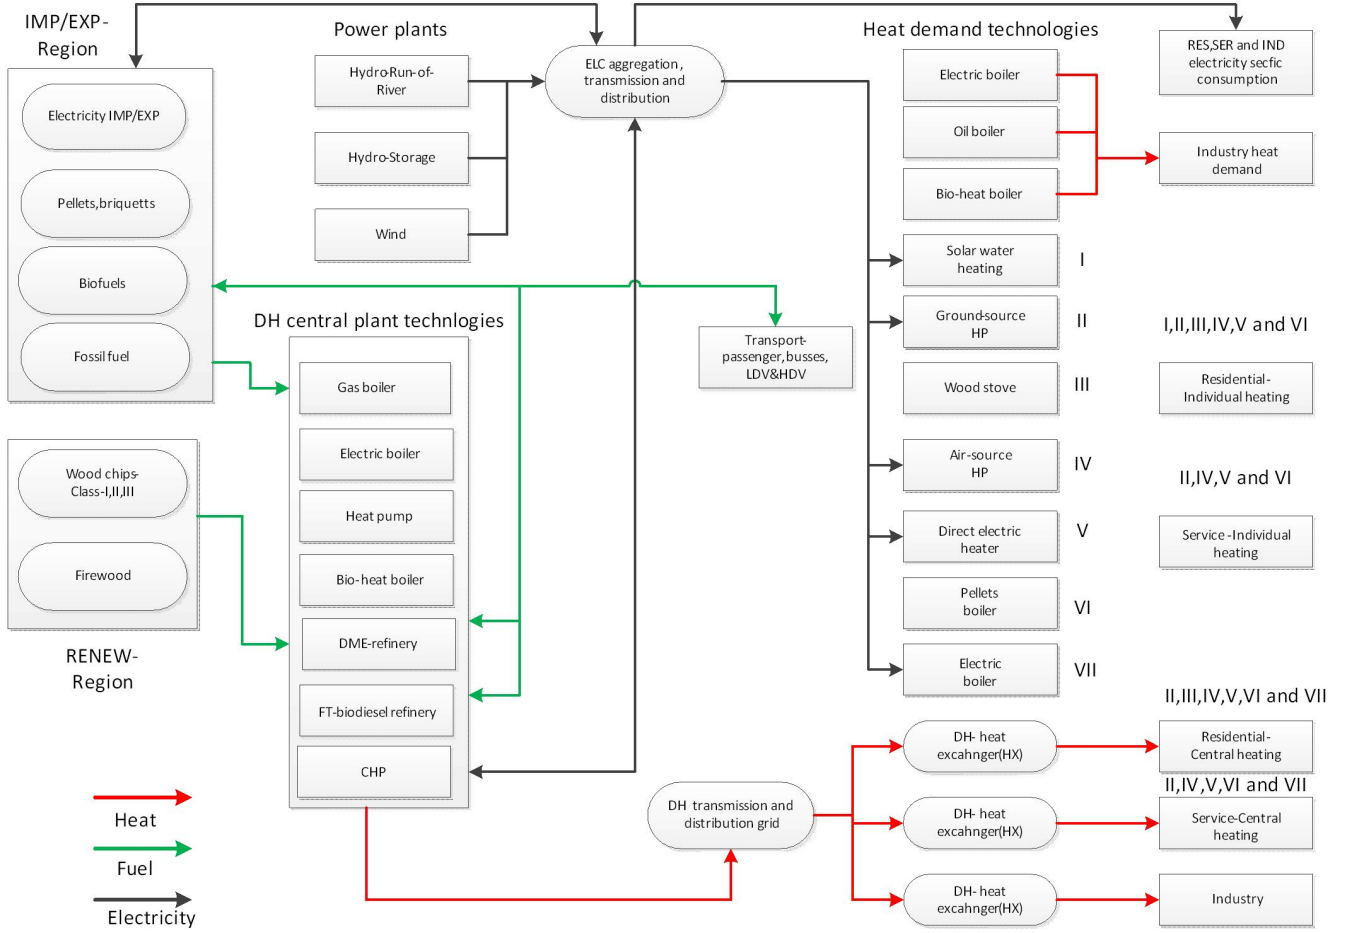 IMP/EXP-
Region
Electricity IMP/EXP
Pellets,briquetts
Biofuels
Fossil fuel
Wood chips-
Class-I,II,III
Firewood
RENEW-
Region
Heat
Fuel
Electricity
Power plants
Hydro-Run-of-
River
Hydro-Storage
Wind
DH central plant technlogies
Gas boiler
Electric boiler
Heat pump
Bio-heat boiler
DME-refinery
FT-biodiesel refinery
CHP
ELC aggregation,
transmission and
distribution
Transport-
passenger, busses,
LDV&HDV
DH transmission and
distribution grid
Heat demand technologies
Electric boiler
Oil boiler
Bio-heat boiler
Solar water
heating
I
Ground-source
HP
II
Wood stove
III
Air-source
HP
IV
Direct electric
heater
V
Pellets
boiler
VI
Electric
boiler
VII
DH- heat
excahnger(HX)
DH- heat
excahnger(HX)
DH- heat
excahnger(HX)
RES,SER and IND
electricity secfic
consumption
Industry heat
demand
I,II,III,IV,V and VI
Residential-
Individual heating
II,IV,V and VI
Service -Individual
heating
II,III,IV,V,VI and VII
Residential-
Central heating
II,IV,V,VI and VII
Service-Central
heating
Industry